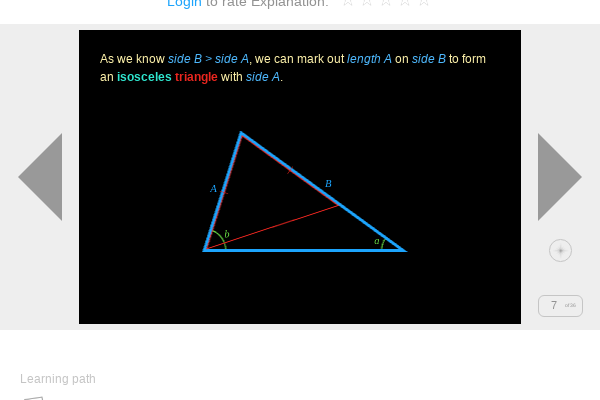 Login to rate Explanation:
As we know side B > side A, we can mark out length A on side B to form
an isosceles triangle with side A.
A
B
b
a
7 of 36
Learning path